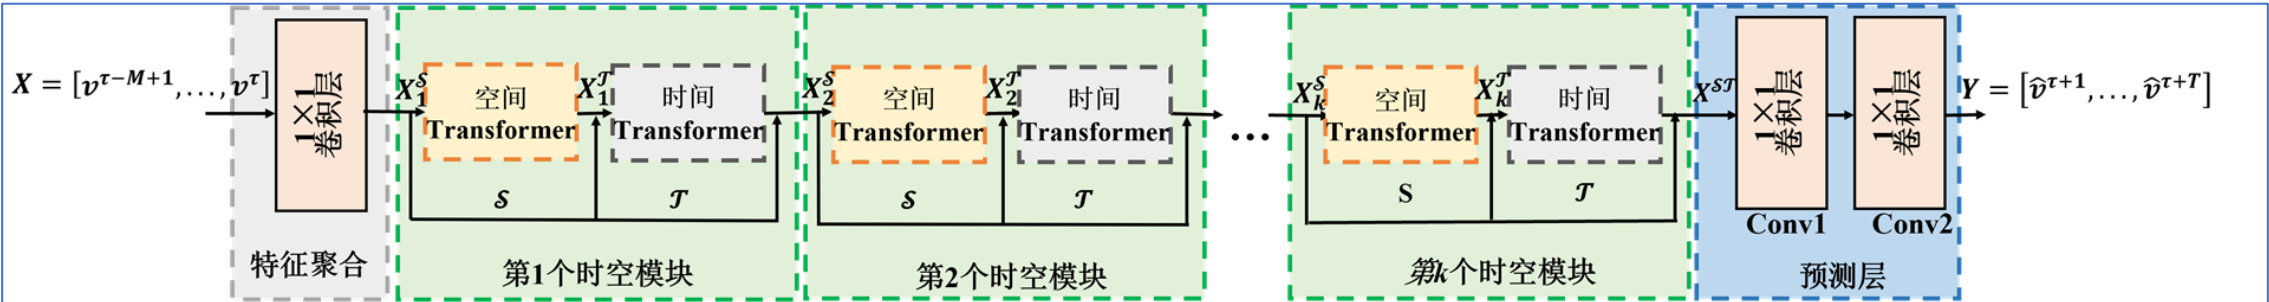 X = [v^{τ-M+1}, ..., v^τ]
1×1
卷积层
特征聚合
X_1^𝒮
空间
Transformer
X_1^𝒯
时间
Transformer
𝒮
𝒯
第1个时空模块
X_2^𝒮
空间
Transformer
X_2^𝒯
时间
Transformer
𝒮
𝒯
第2个时空模块
...
X_k^𝒮
空间
Transformer
X_k^𝒯
时间
Transformer
S
𝒯
第k个时空模块
X^{𝒮𝒯}
1×1
卷积层
Conv1
1×1
卷积层
Conv2
预测层
Y = [v̂^{τ+1}, ..., v̂^{τ+T}]